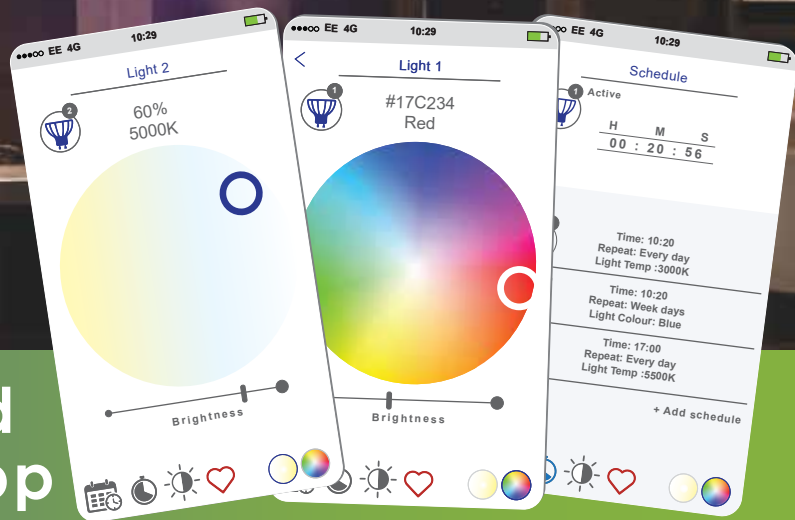 EE 4G 10:29
Light 2
2
60%
5000K
Brightness
EE 4G 10:29
Light 1
1
#17C234
Red
Brightness
EE 4G 10:29
Schedule
1 Active
H M S
00 : 20 : 56
Time: 10:20
Repeat: Every day
Light Temp :3000K
Time: 10:20
Repeat: Week days
Light Colour: Blue
Time: 17:00
Repeat: Every day
Light Temp :5500K
+ Add schedule